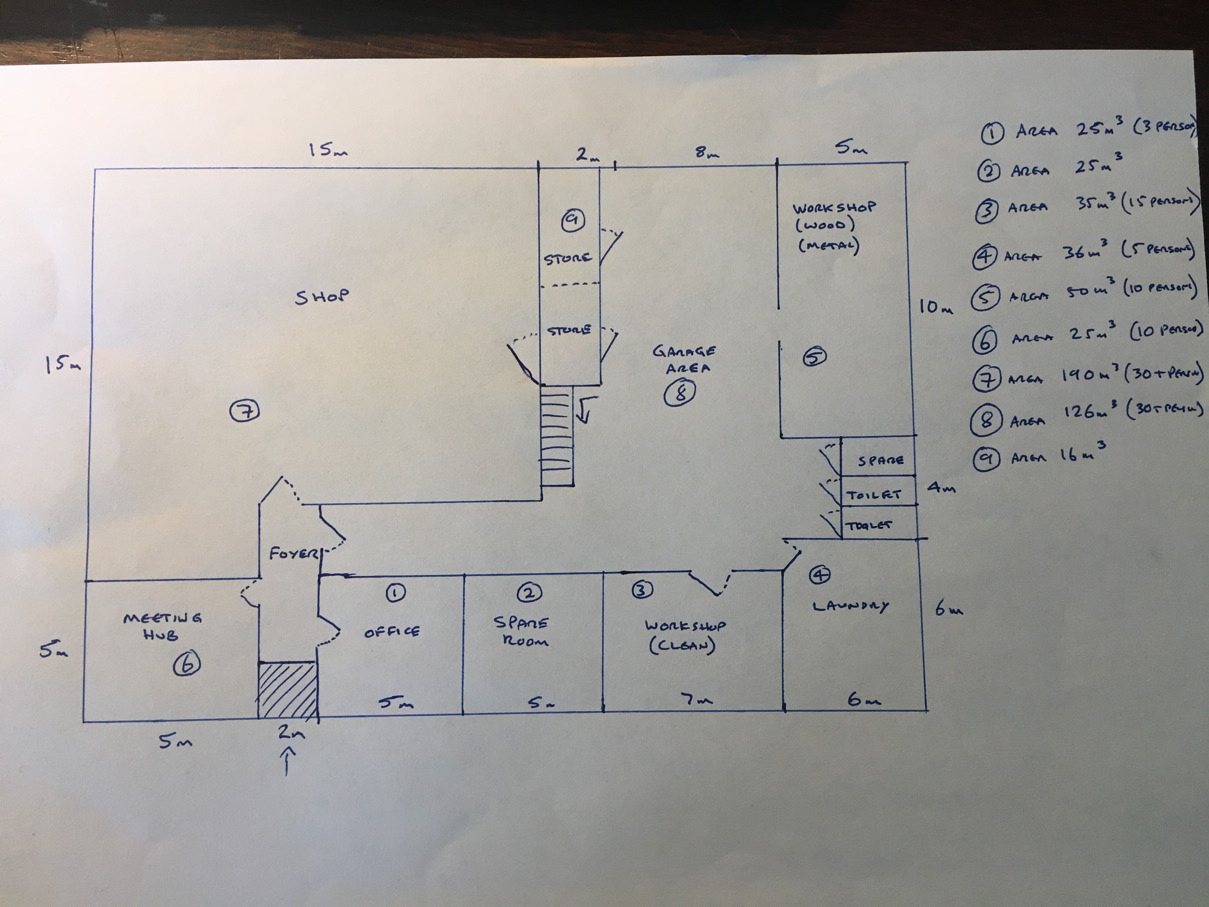 15m
2m
8m
5m
15m
SHOP
7
9
STORE
STORE
GARAGE
AREA
8
WORKSHOP
(WOOD)
(METAL)
5
10m
SPARE
TOILET
TOILET
4m
FOYER
MEETING
HUB
6
5m
5m
2m
1
OFFICE
5m
2
SPARE
ROOM
5m
3
WORKSHOP
(CLEAN)
7m
4
LAUNDRY
6m
6m
1 AREA 25m³ (3 PERSON)
2 AREA 25m³
3 AREA 35m³ (15 PERSONS)
4 AREA 36m³ (5 PERSONS)
5 AREA 50m³ (10 PERSONS)
6 AREA 25m³ (10 PERSON)
7 AREA 190m³ (30+ PERSON)
8 AREA 126m³ (30+
9 AREA 16m³